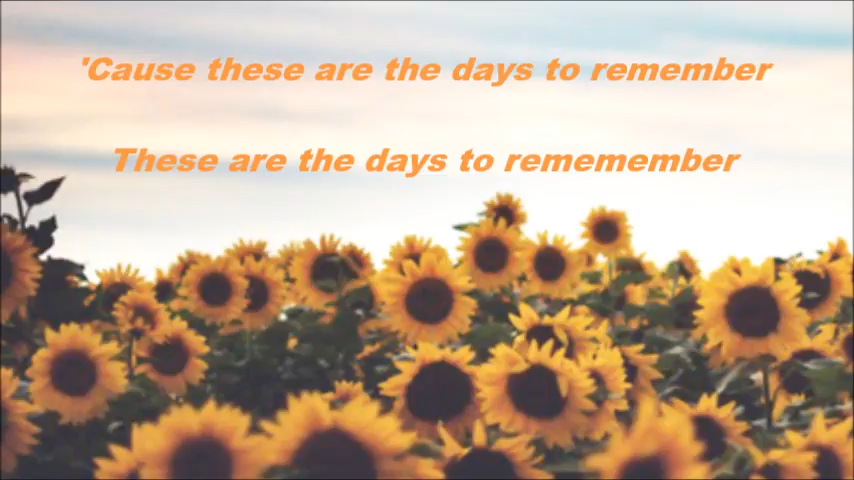 'Cause these are the days to remember
These are the days to rememember